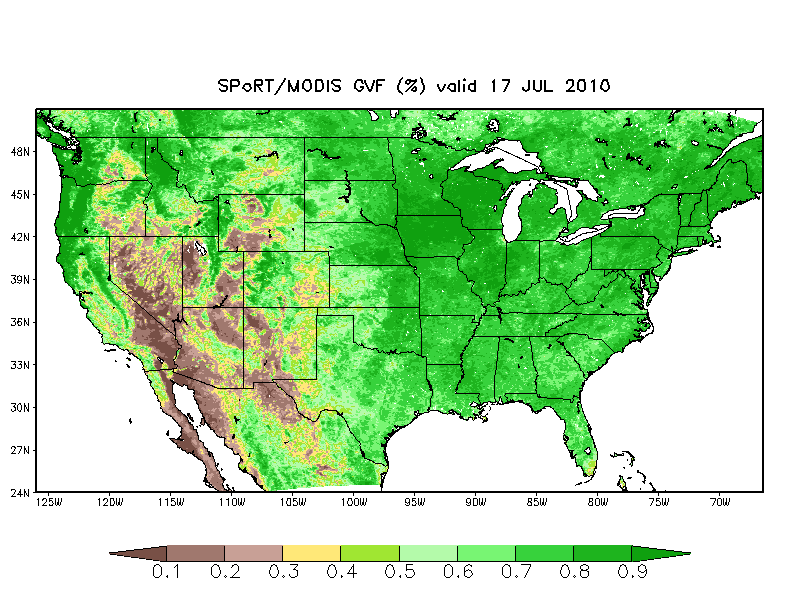 SPoRT/MODIS GVF (%) valid 17 JUL 2010
48N
45N
42N
39N
36N
33N
30N
27N
24N
125W 120W 115W 110W 105W 100W 95W 90W 85W 80W 75W 70W
0.1 0.2 0.3 0.4 0.5 0.6 0.7 0.8 0.9